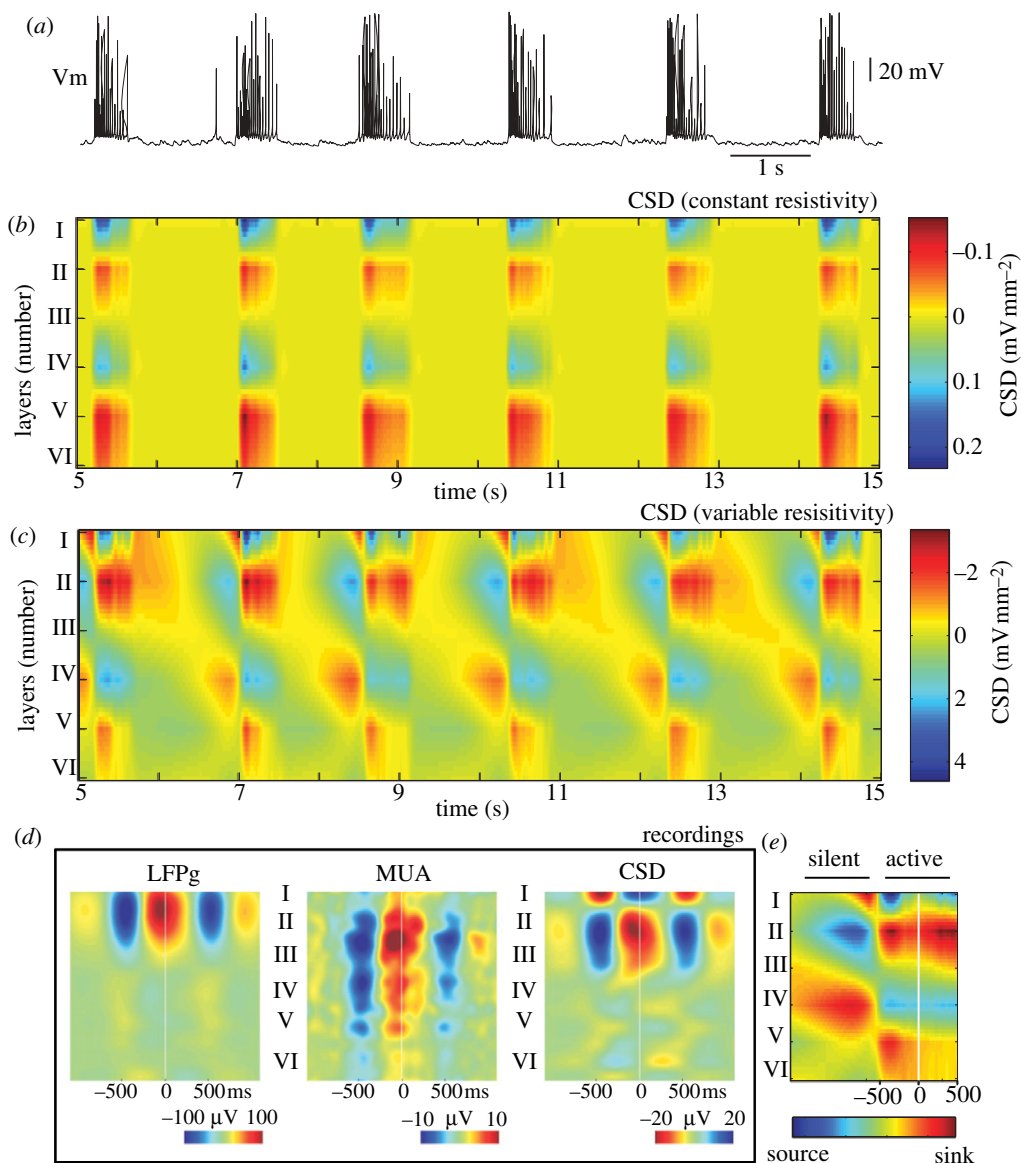 (a)
Vm
20 mV
1 s
CSD (constant resistivity)
(b)
layers (number)
I
II
III
IV
V
VI
5 7 9 11 13 15
time (s)
–0.1
0
0.1
0.2
CSD (mV mm–2)
CSD (variable resisitivity)
(c)
layers (number)
I
II
III
IV
V
VI
5 7 9 11 13 15
time (s)
–2
0
2
4
CSD (mV mm–2)
(d)
recordings
LFPg MUA CSD
I
II
III
IV
V
VI
I
II
III
IV
V
VI
–500 0 500ms
–100 µV 100
–500 0 500ms
–10 µV 10
–500 0 500ms
–20 µV 20
(e)
silent active
I
II
III
IV
V
VI
–500 0 500
source sink